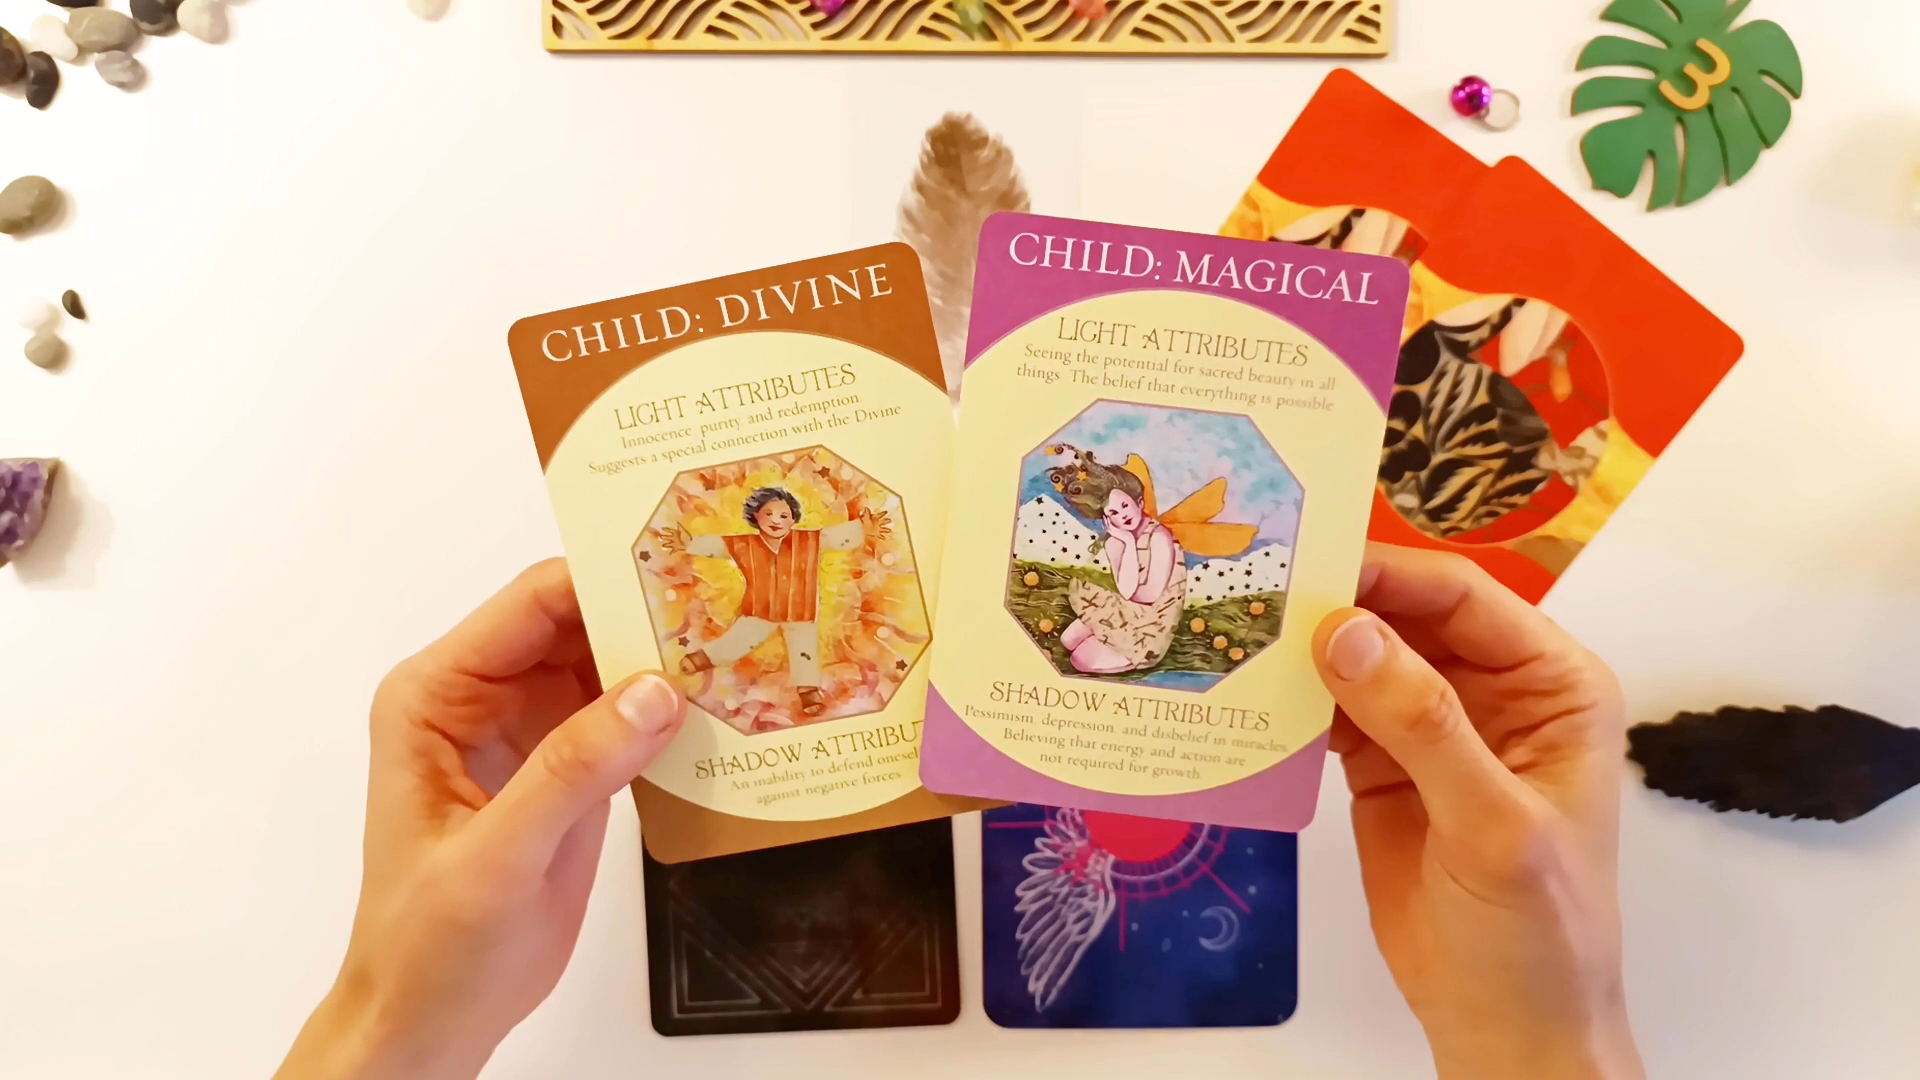 CHILD: DIVINE
LIGHT ATTRIBUTES
Innocence, purity, and redemption
Suggests a special connection with the Divine
SHADOW ATTRIBU
An inability to defend onesel
against negative forces
CHILD: MAGICAL
LIGHT ATTRIBUTES
Seeing the potential for sacred beauty in all
things The belief that everything is possible
SHADOW ATTRIBUTES
Pessimism, depression, and disbelief in miracles.
Believing that energy and action are
not required for growth
3